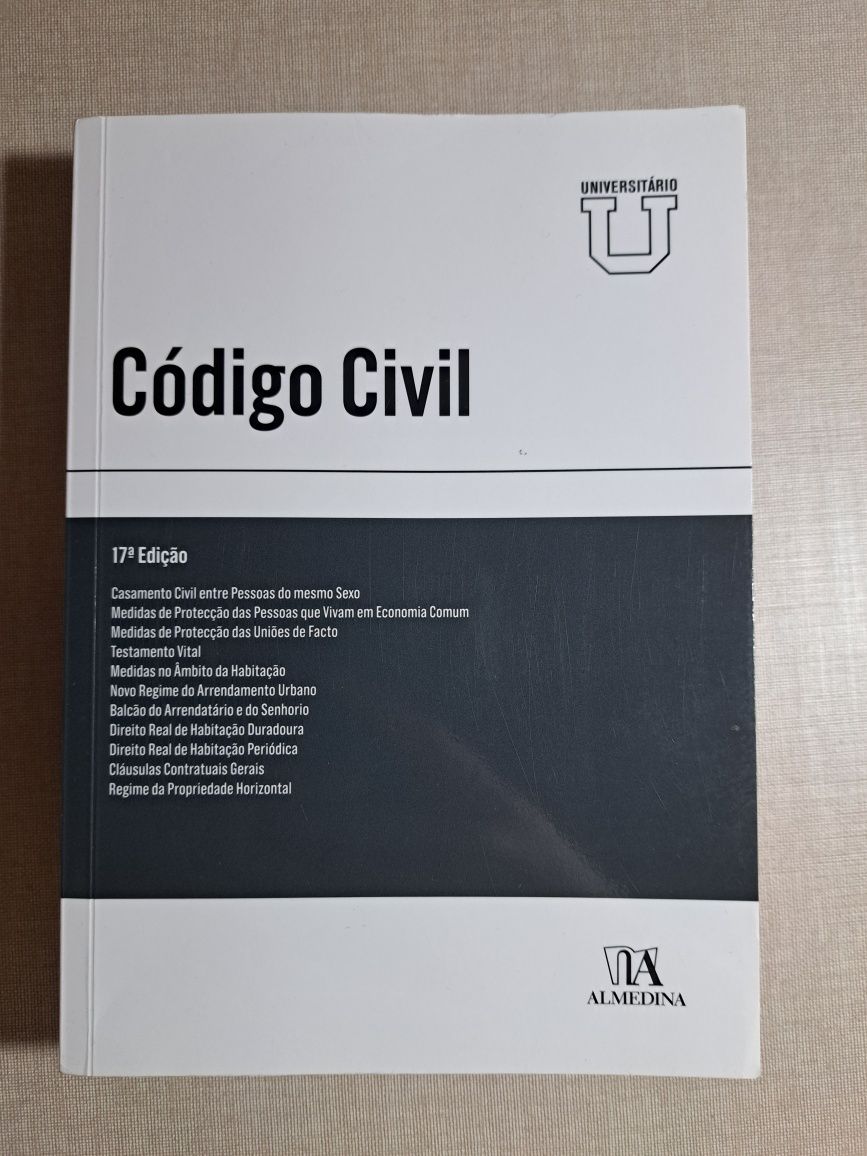 UNIVERSITÁRIO
U
Código Civil
17ª Edição
Casamento Civil entre Pessoas do mesmo Sexo
Medidas de Protecção das Pessoas que Vivam em Economia Comum
Medidas de Protecção das Uniões de Facto
Testamento Vital
Medidas no Âmbito da Habitação
Novo Regime do Arrendamento Urbano
Balcão do Arrendatário e do Senhorio
Direito Real de Habitação Duradoura
Direito Real de Habitação Periódica
Cláusulas Contratuais Gerais
Regime da Propriedade Horizontal
ALMEDINA